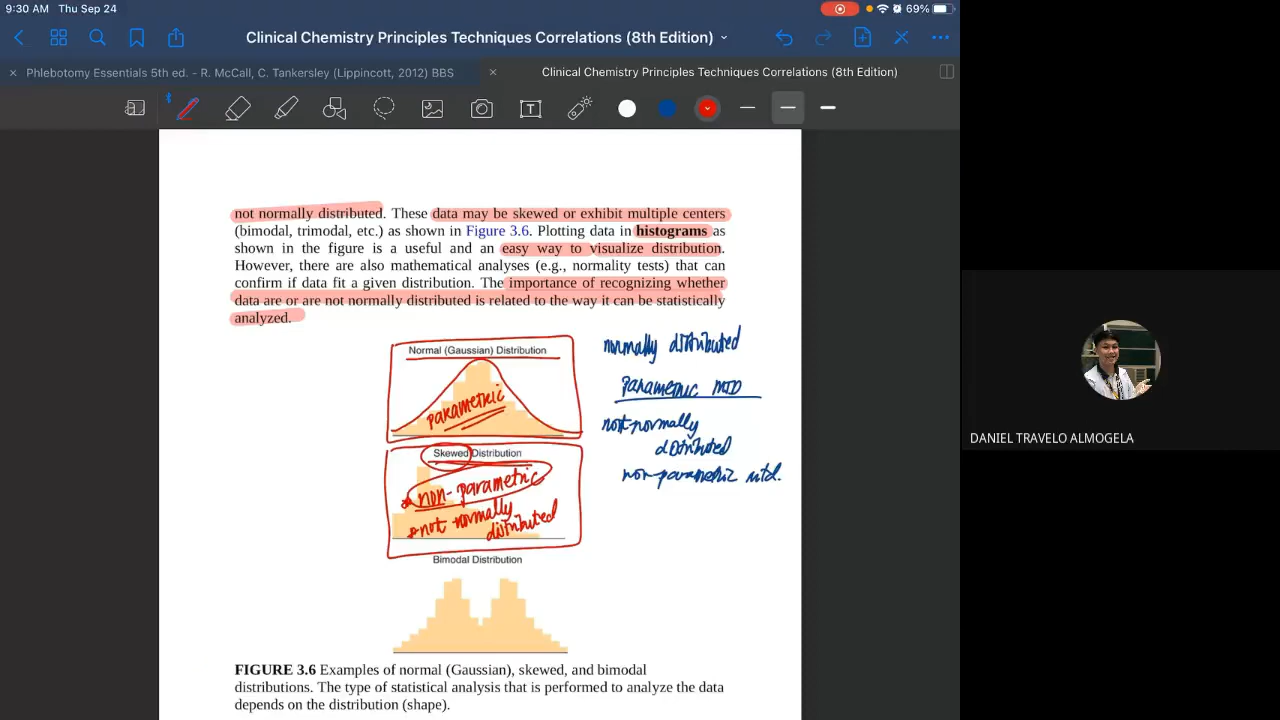 9:30 AM Thu Sep 24
69%
Clinical Chemistry Principles Techniques Correlations (8th Edition)
Phlebotomy Essentials 5th ed. - R. McCall, C. Tankersley (Lippincott, 2012) BBS
Clinical Chemistry Principles Techniques Correlations (8th Edition)
T
not normally distributed. These data may be skewed or exhibit multiple centers
(bimodal, trimodal, etc.) as shown in Figure 3.6. Plotting data in histograms as
shown in the figure is a useful and an easy way to visualize distribution.
However, there are also mathematical analyses (e.g., normality tests) that can
confirm if data fit a given distribution. The importance of recognizing whether
data are or are not normally distributed is related to the way it can be statistically
analyzed.
Normal (Gaussian) Distribution
parametric
Skewed Distribution
* non-parametric
* not normally
distributed
Bimodal Distribution
normally distributed
parametric MTD
not normally
distributed
non-parametric mtd.
FIGURE 3.6 Examples of normal (Gaussian), skewed, and bimodal
distributions. The type of statistical analysis that is performed to analyze the data
depends on the distribution (shape).
DANIEL TRAVELO ALMOGELA